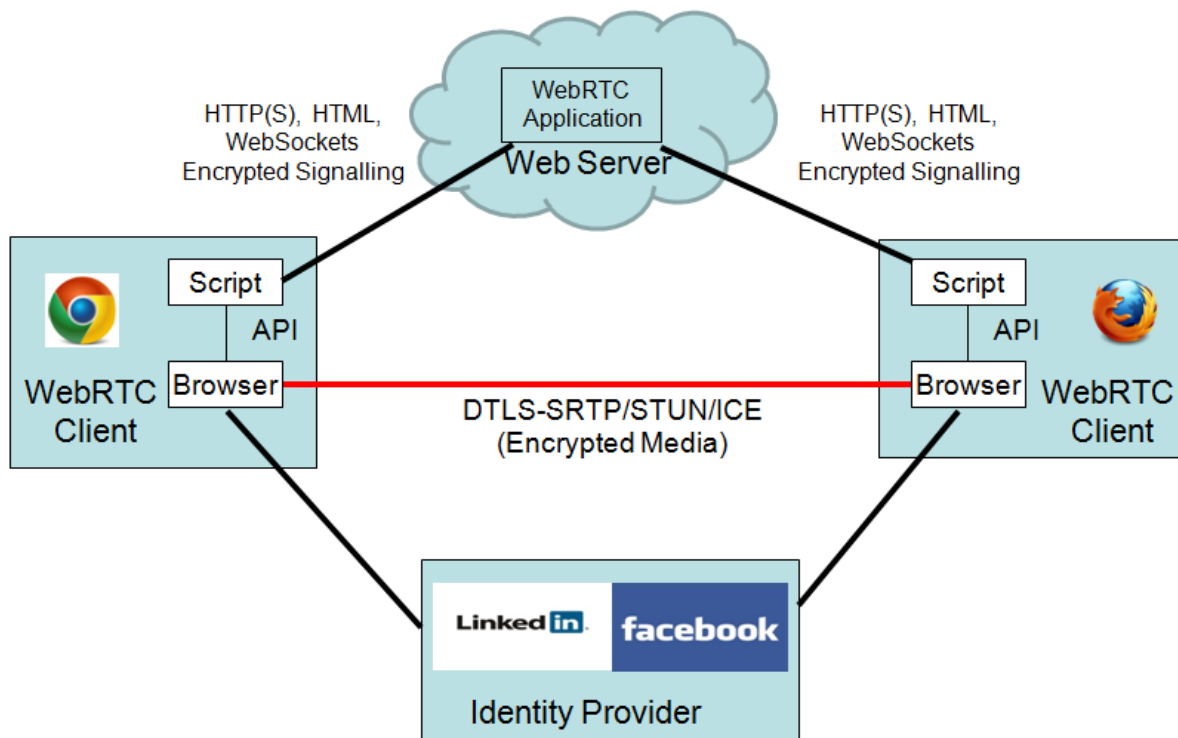 WebRTC
Application
Web Server
HTTP(S), HTML,
WebSockets
Encrypted Signalling
HTTP(S), HTML,
WebSockets
Encrypted Signalling
Script
API
Browser
WebRTC
Client
Script
API
Browser
WebRTC
Client
DTLS-SRTP/STUN/ICE
(Encrypted Media)
Linked in.
facebook
Identity Provider